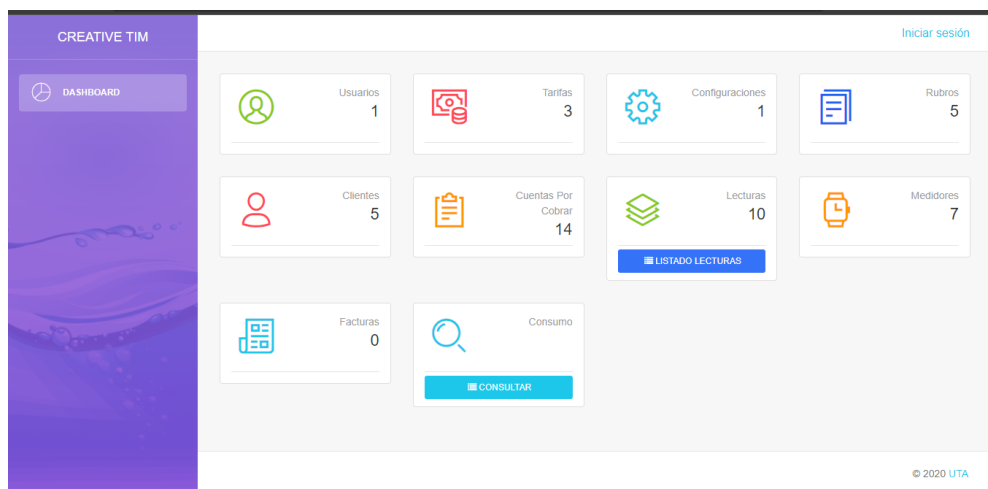 CREATIVE TIM
Iniciar sesión
DASHBOARD
Usuarios
1
Tarifas
3
Configuraciones
1
Rubros
5
Clientes
5
Cuentas Por
Cobrar
14
Lecturas
10
LISTADO LECTURAS
Medidores
7
Facturas
0
Consumo
CONSULTAR
© 2020 UTA